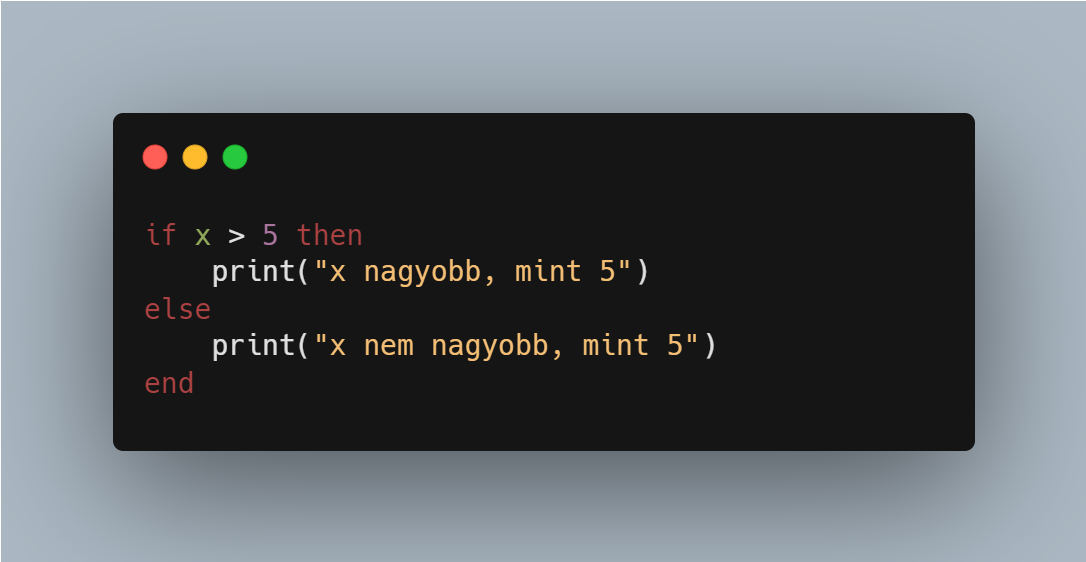 if x > 5 then
    print("x nagyobb, mint 5")
else
    print("x nem nagyobb, mint 5")
end